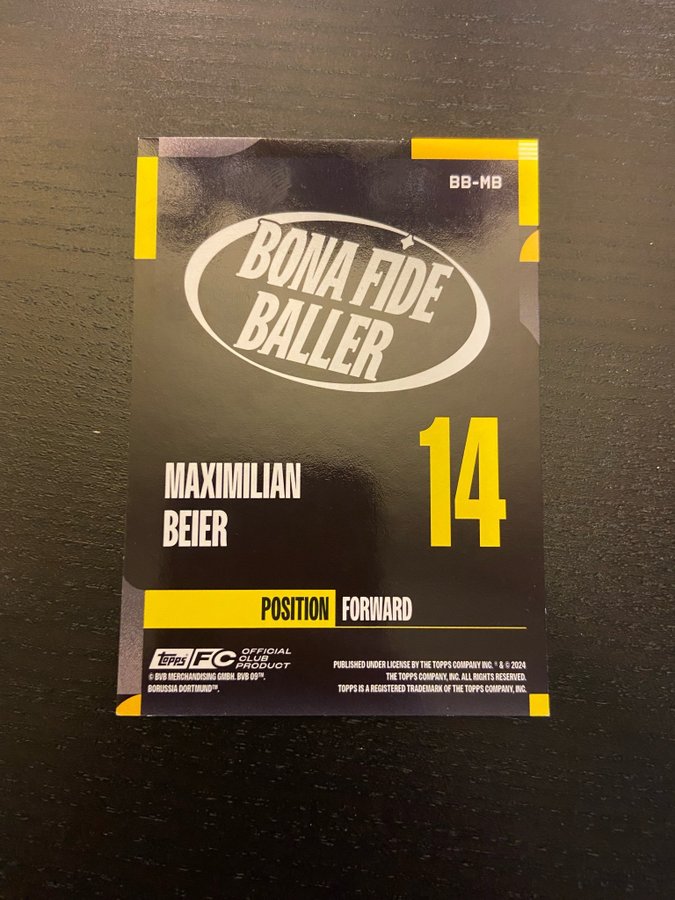 BB-MB
BONA FIDE
BALLER
14
MAXIMILIAN
BEIER
POSITION FORWARD
topps FC OFFICIAL
CLUB
PRODUCT
© BVB MERCHANDISING GMBH. BVB 09™.
BORUSSIA DORTMUND™.
PUBLISHED UNDER LICENSE BY THE TOPPS COMPANY INC. ® & © 2024
THE TOPPS COMPANY, INC. ALL RIGHTS RESERVED.
TOPPS IS A REGISTERED TRADEMARK OF THE TOPPS COMPANY, INC.